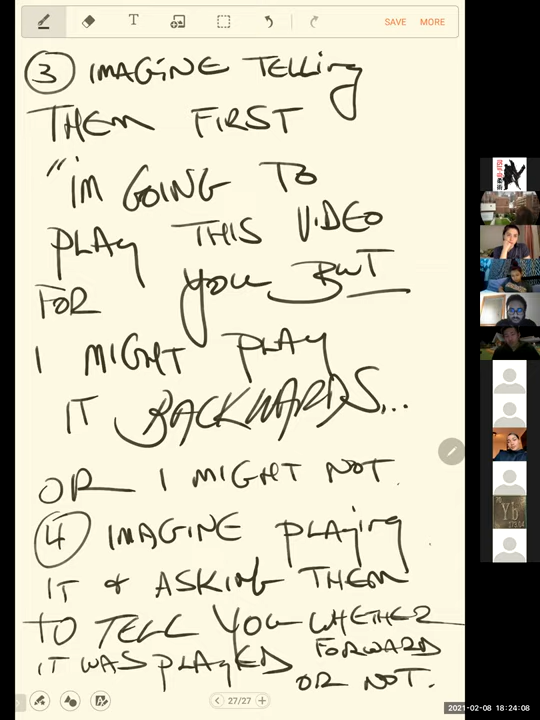 T
SAVE MORE
③ IMAGINE TELLING
THEM FIRST
"I'M GOING TO
PLAY THIS VIDEO
FOR YOU BUT
I MIGHT PLAY
IT BACKWARDS...
OR I MIGHT NOT.
④ IMAGINE PLAYING
IT & ASKING THEM
TO TELL YOU WHETHER
IT WAS PLAYED FORWARD
OR NOT.
27/27
Yb
2021-02-08 18:24:08